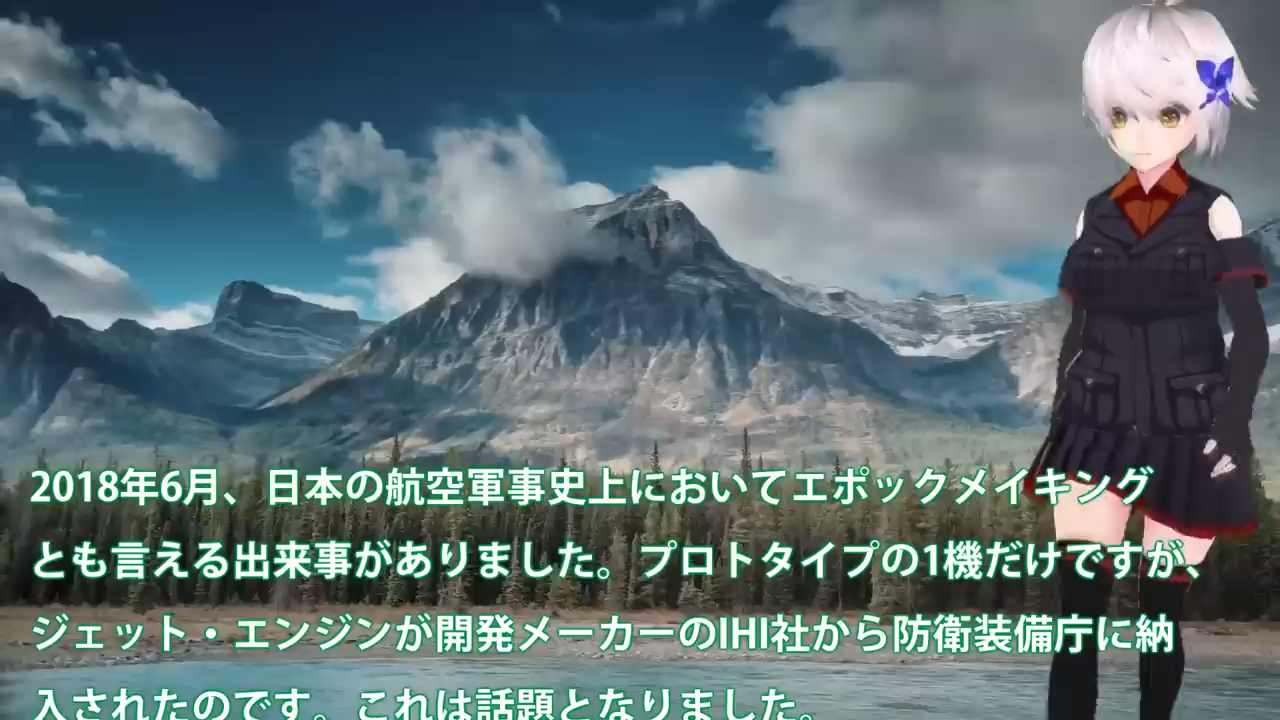 2018年6月、日本の航空軍事史上においてエポックメイキング
とも言える出来事がありました。プロトタイプの1機だけですが、
ジェット・エンジンが開発メーカーのIHI社から防衛装備庁に納
入されたのです。これは話題となりました。